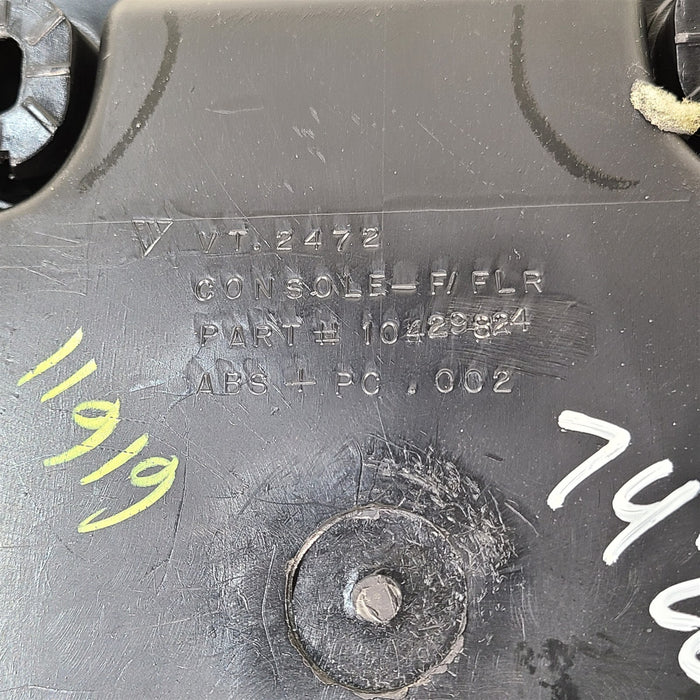 VT.2472
CONSOLE-F/FLR
PART# 10429824
ABS + PC .002
11919
74